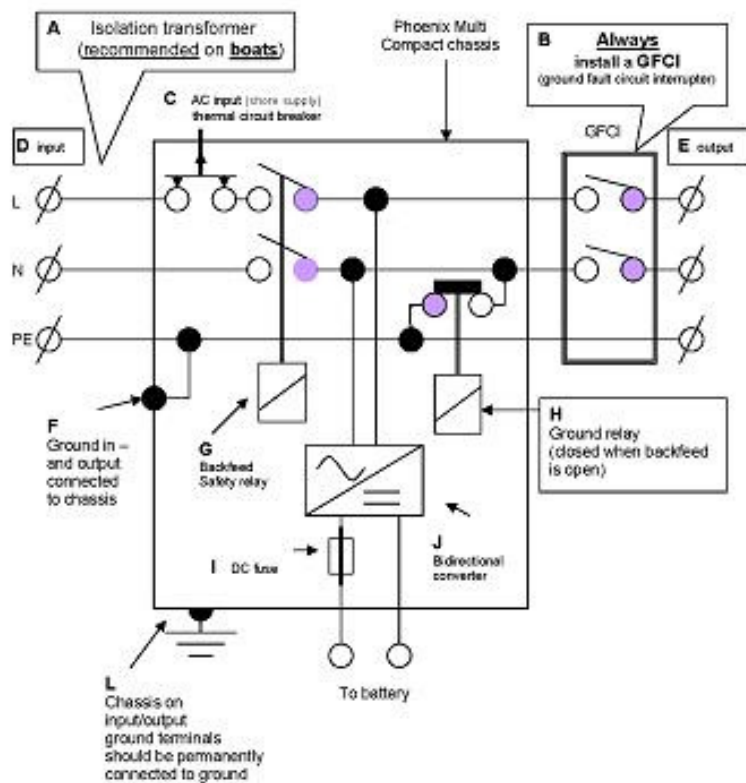 A Isolation transformer
(recommended on boats)
Phoenix Multi
Compact chassis
B Always
install a GFCI
(ground fault circuit interrupter)
C AC input (shore supply)
thermal circuit breaker
GFCI
D input
E output
L
N
PE
F
Ground in –
and output
connected
to chassis
G
Backfeed
Safety relay
H
Ground relay
(closed when backfeed
is open)
I DC fuse
J
Bidirectional
converter
To battery
L
Chassis on
input/output
ground terminals
should be permanently
connected to ground